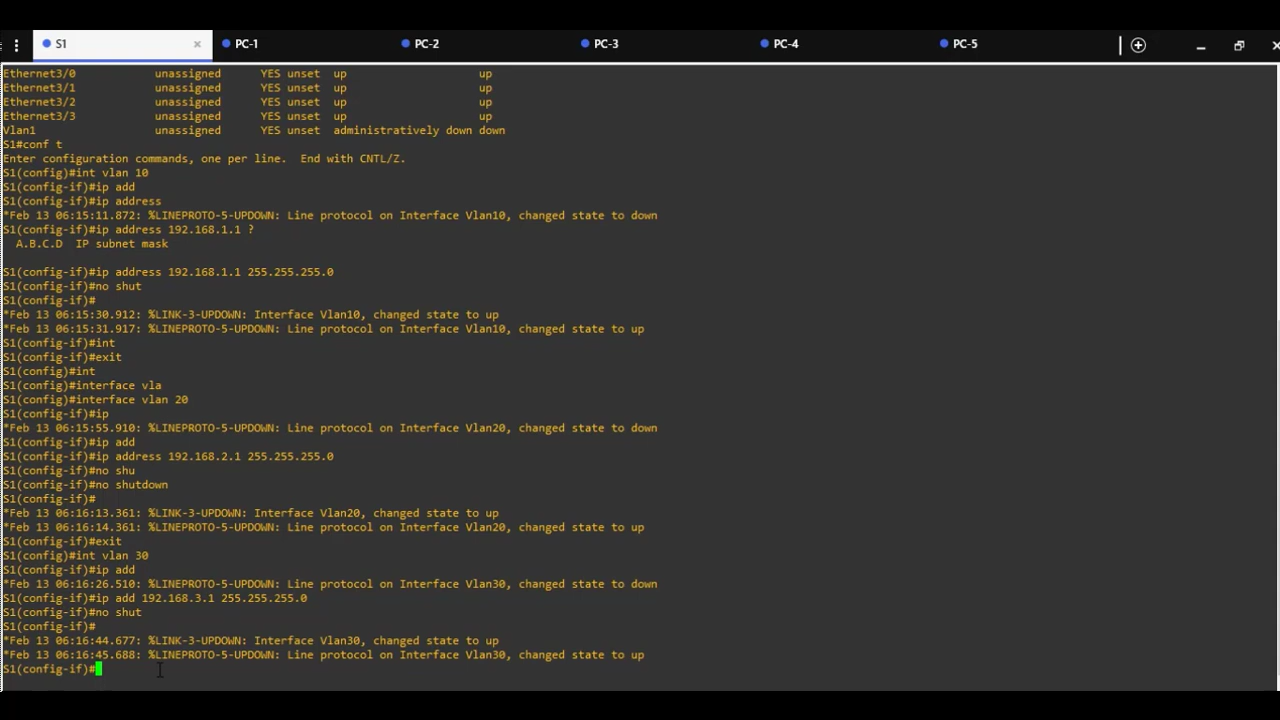 S1 PC-1 PC-2 PC-3 PC-4 PC-5
Ethernet3/0 unassigned YES unset up up
Ethernet3/1 unassigned YES unset up up
Ethernet3/2 unassigned YES unset up up
Ethernet3/3 unassigned YES unset up up
Vlan1 unassigned YES unset administratively down down
S1#conf t
Enter configuration commands, one per line. End with CNTL/Z.
S1(config)#int vlan 10
S1(config-if)#ip add
S1(config-if)#ip address
*Feb 13 06:15:11.872: %LINEPROTO-5-UPDOWN: Line protocol on Interface Vlan10, changed state to down
S1(config-if)#ip address 192.168.1.1 ?
A.B.C.D IP subnet mask
S1(config-if)#ip address 192.168.1.1 255.255.255.0
S1(config-if)#no shut
S1(config-if)#
*Feb 13 06:15:30.912: %LINK-3-UPDOWN: Interface Vlan10, changed state to up
*Feb 13 06:15:31.917: %LINEPROTO-5-UPDOWN: Line protocol on Interface Vlan10, changed state to up
S1(config-if)#int
S1(config-if)#exit
S1(config)#int
S1(config)#interface vla
S1(config)#interface vlan 20
S1(config-if)#ip
*Feb 13 06:15:55.910: %LINEPROTO-5-UPDOWN: Line protocol on Interface Vlan20, changed state to down
S1(config-if)#ip add
S1(config-if)#ip address 192.168.2.1 255.255.255.0
S1(config-if)#no shu
S1(config-if)#no shutdown
S1(config-if)#
*Feb 13 06:16:13.361: %LINK-3-UPDOWN: Interface Vlan20, changed state to up
*Feb 13 06:16:14.361: %LINEPROTO-5-UPDOWN: Line protocol on Interface Vlan20, changed state to up
S1(config-if)#exit
S1(config)#int vlan 30
S1(config-if)#ip add
*Feb 13 06:16:26.510: %LINEPROTO-5-UPDOWN: Line protocol on Interface Vlan30, changed state to down
S1(config-if)#ip add 192.168.3.1 255.255.255.0
S1(config-if)#no shut
S1(config-if)#
*Feb 13 06:16:44.677: %LINK-3-UPDOWN: Interface Vlan30, changed state to up
*Feb 13 06:16:45.688: %LINEPROTO-5-UPDOWN: Line protocol on Interface Vlan30, changed state to up
S1(config-if)#